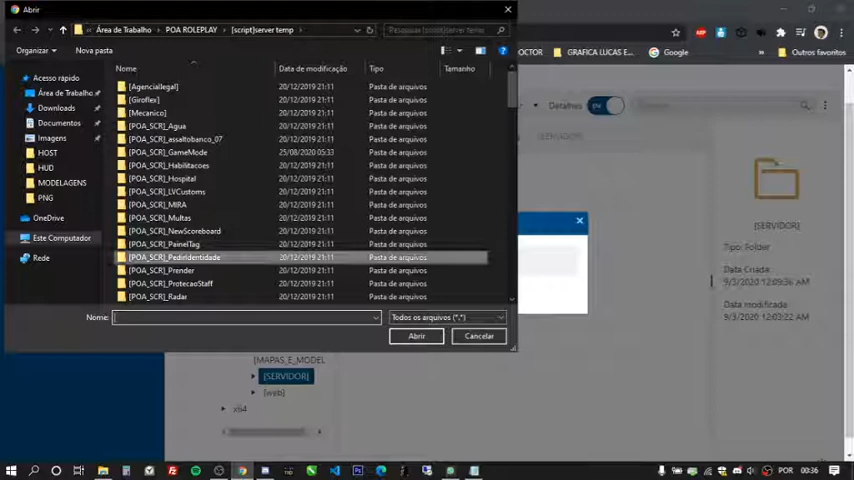 Abrir
Área de Trabalho > POA ROLEPLAY > [script]server temp >
Pesquisar [script]server temp
Organizar
Nova pasta
DOCTOR
GRAFICA LUCAS E...
Google
Outros favoritos
Nome
Data de modificação
Tipo
Tamanho
Acesso rápido
Área de Trabalho
Downloads
Documentos
Imagens
HOST
HUD
MODELAGENS
PNG
OneDrive
Este Computador
Rede
[AgenciaIlegal] 20/12/2019 21:11 Pasta de arquivos
[Giroflex] 20/12/2019 21:11 Pasta de arquivos
[Mecanico] 20/12/2019 21:11 Pasta de arquivos
[POA_SCR]_Agua 20/12/2019 21:11 Pasta de arquivos
[POA_SCR]_assaltobanco_07 20/12/2019 21:11 Pasta de arquivos
[POA_SCR]_GameMode 25/08/2020 05:33 Pasta de arquivos
[POA_SCR]_Habilitacoes 20/12/2019 21:11 Pasta de arquivos
[POA_SCR]_Hospital 20/12/2019 21:11 Pasta de arquivos
[POA_SCR]_LVCustoms 20/12/2019 21:11 Pasta de arquivos
[POA_SCR]_MIRA 20/12/2019 21:11 Pasta de arquivos
[POA_SCR]_Multas 20/12/2019 21:11 Pasta de arquivos
[POA_SCR]_NewScoreboard 20/12/2019 21:11 Pasta de arquivos
[POA_SCR]_PainelTag 20/12/2019 21:11 Pasta de arquivos
[POA_SCR]_PedirIdentidade 20/12/2019 21:11 Pasta de arquivos
[POA_SCR]_Prender 20/12/2019 21:11 Pasta de arquivos
[POA_SCR]_ProtecaoStaff 20/12/2019 21:11 Pasta de arquivos
[POA_SCR]_Radar 20/12/2019 21:11 Pasta de arquivos
Nome:
Todos os arquivos (*.*)
Abrir
Cancelar
Detalhes
[SERVIDOR]
[SERVIDOR]
Tipo: Folder
Data Criada:
9/3/2020 12:09:36 AM
Data modificada:
9/3/2020 12:03:22 AM
[MAPAS_E_MODEL
[SERVIDOR]
[web]
x64
POR
00:36